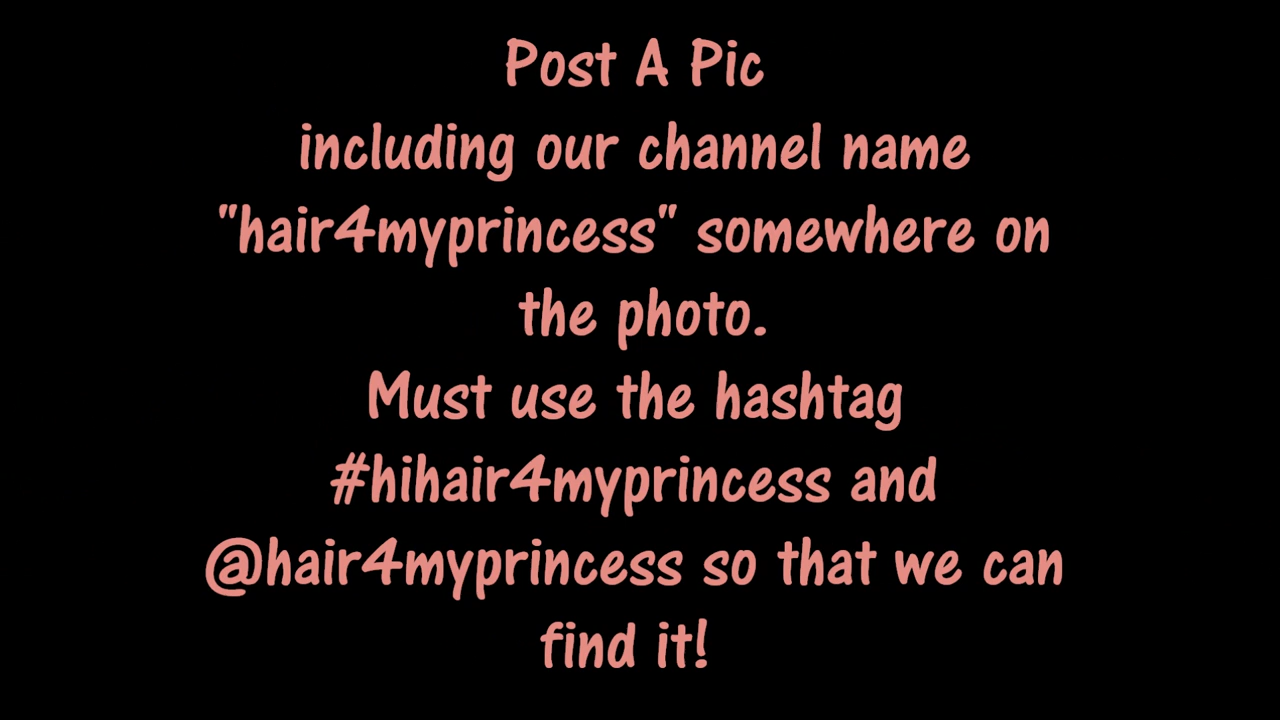 Post A Pic
including our channel name
"hair4myprincess" somewhere on
the photo.
Must use the hashtag
#hihair4myprincess and
@hair4myprincess so that we can
find it!